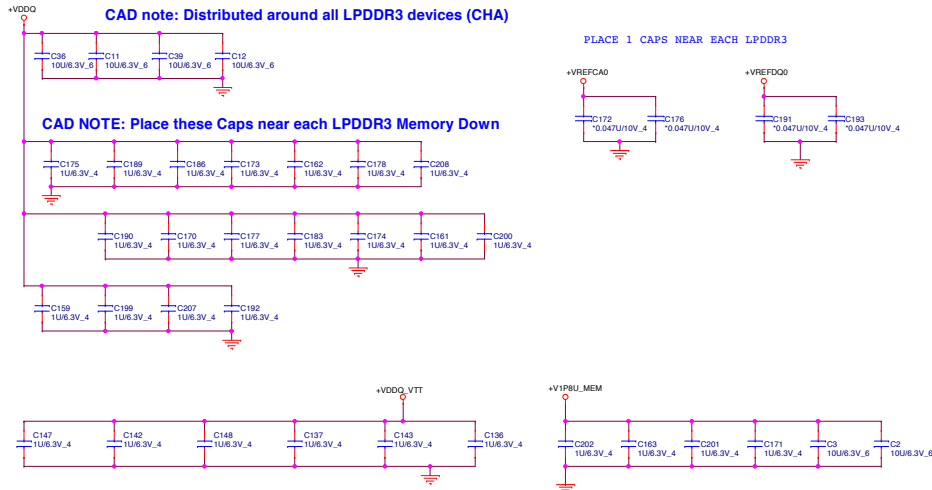 +VDDQ
CAD note: Distributed around all LPDDR3 devices (CHA)
C36
10U/6.3V_6
C11
10U/6.3V_6
C39
10U/6.3V_6
C12
10U/6.3V_6
PLACE 1 CAPS NEAR EACH LPDDR3
+VREFCA0
C172
*0.047U/10V_4
C176
*0.047U/10V_4
+VREFDQ0
C191
*0.047U/10V_4
C193
*0.047U/10V_4
CAD NOTE: Place these Caps near each LPDDR3 Memory Down
C175
1U/6.3V_4
C189
1U/6.3V_4
C186
1U/6.3V_4
C173
1U/6.3V_4
C162
1U/6.3V_4
C178
1U/6.3V_4
C208
1U/6.3V_4
C190
1U/6.3V_4
C170
1U/6.3V_4
C177
1U/6.3V_4
C183
1U/6.3V_4
C174
1U/6.3V_4
C161
1U/6.3V_4
C200
1U/6.3V_4
C159
1U/6.3V_4
C199
1U/6.3V_4
C207
1U/6.3V_4
C192
1U/6.3V_4
+VDDQ_VTT
C147
1U/6.3V_4
C142
1U/6.3V_4
C148
1U/6.3V_4
C137
1U/6.3V_4
C143
1U/6.3V_4
C136
1U/6.3V_4
+V1P8U_MEM
C202
1U/6.3V_4
C163
1U/6.3V_4
C201
1U/6.3V_4
C171
1U/6.3V_4
C3
10U/6.3V_6
C2
10U/6.3V_6